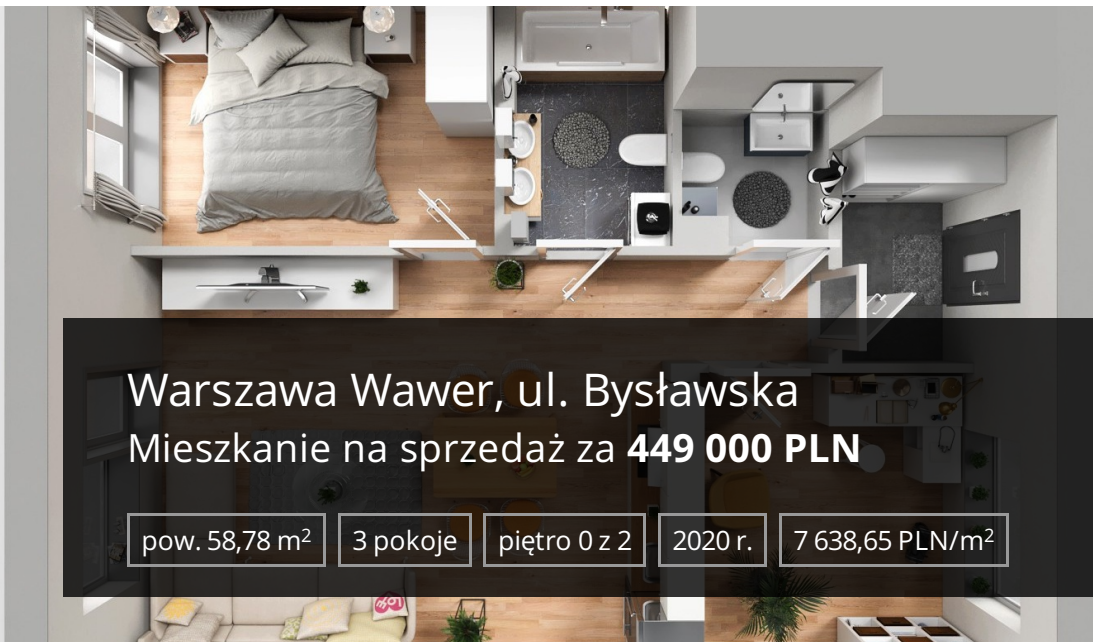 Warszawa Wawer, ul. Bysławska
Mieszkanie na sprzedaż za 449 000 PLN
pow. 58,78 m² 3 pokoje piętro 0 z 2 2020 r. 7 638,65 PLN/m²